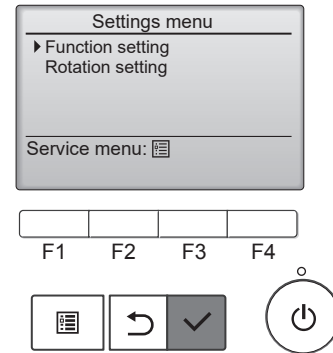 Settings menu
Function setting
Rotation setting
Service menu:
F1 F2 F3 F4